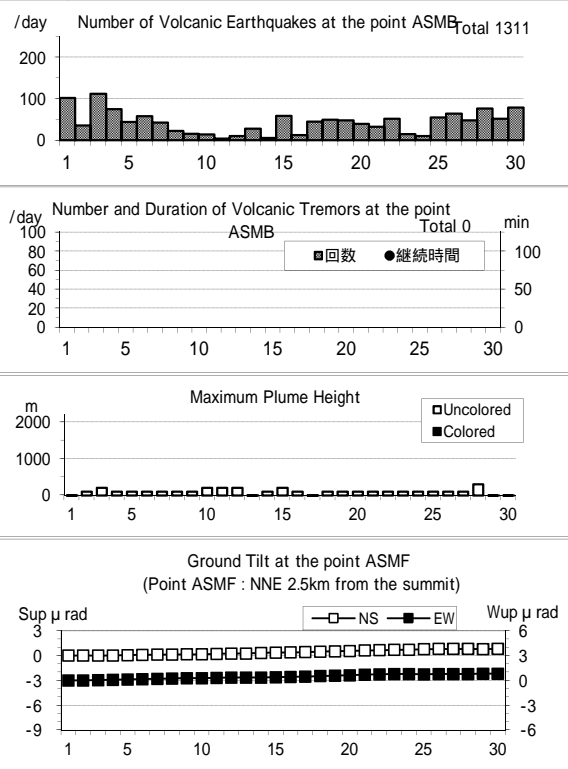 /day Number of Volcanic Earthquakes at the point ASMB Total 1311
200
100
0
1 5 10 15 20 25 30
/day Number and Duration of Volcanic Tremors at the point
ASMB Total 0 min
100
80
60
40
20
0
回数 継続時間
100
50
0
1 5 10 15 20 25 30
Maximum Plume Height
m
2000
1000
0
Uncolored
Colored
1 5 10 15 20 25 30
Ground Tilt at the point ASMF
(Point ASMF : NNE 2.5km from the summit)
Sup μ rad NS EW Wup μ rad
3 6
0 3
-3 0
-6 -3
-9 -6
1 5 10 15 20 25 30